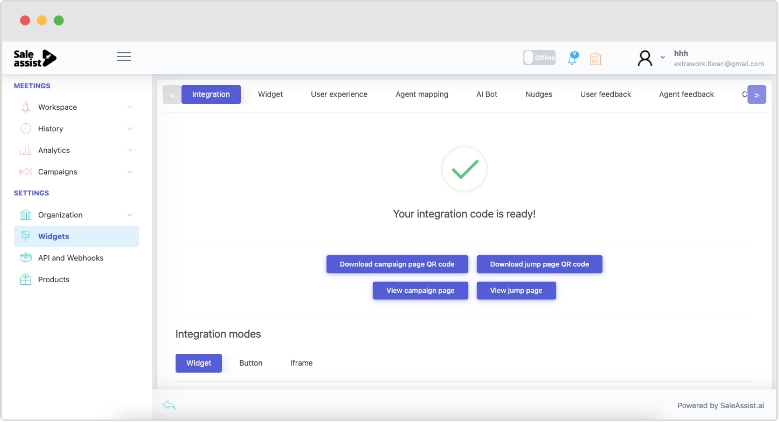 Sale
assist
Offline
0
hhh
extrawork.tiwari@gmail.com
MEETINGS
Workspace
History
Analytics
Campaigns
SETTINGS
Organization
Widgets
API and Webhooks
Products
< Integration Widget User experience Agent mapping AI Bot Nudges User feedback Agent feedback C >
Your integration code is ready!
Download campaign page QR code Download jump page QR code
View campaign page View jump page
Integration modes
Widget Button Iframe
Powered by SaleAssist.ai